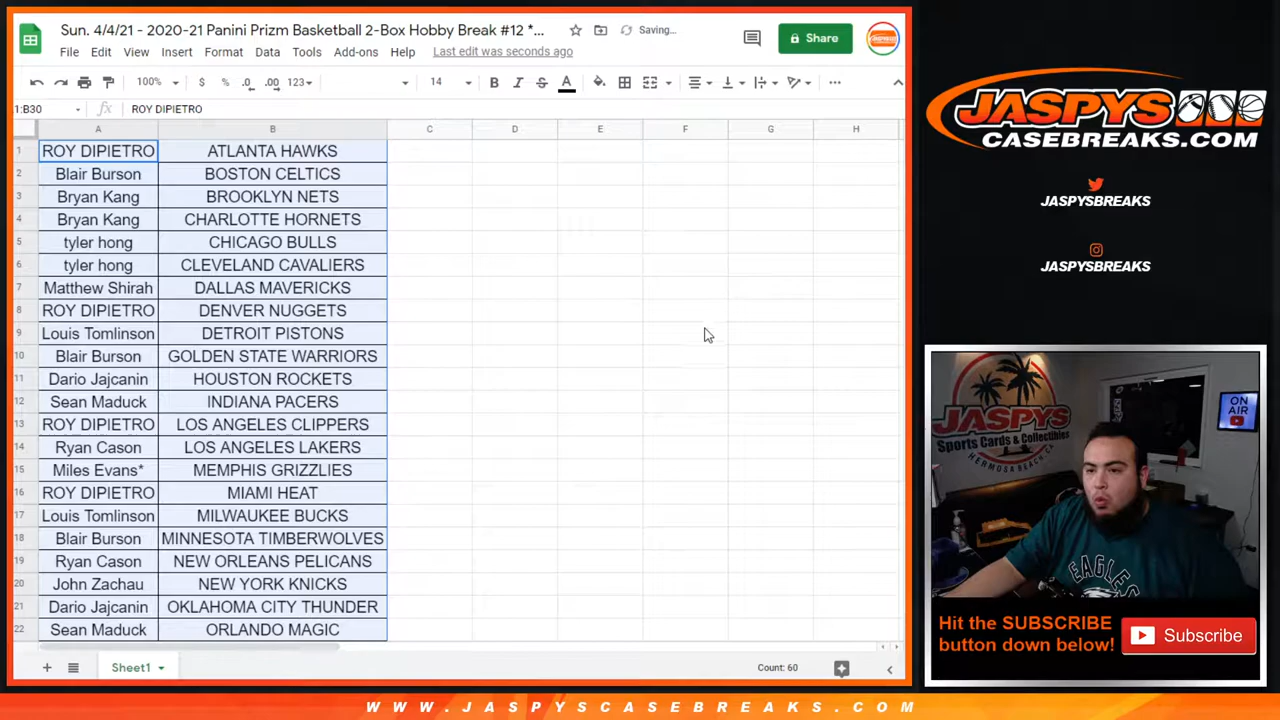 Sun. 4/4/21 - 2020-21 Panini Prizm Basketball 2-Box Hobby Break #12 *...
Saving...
File Edit View Insert Format Data Tools Add-ons Help Last edit was seconds ago
Share
100% $ % .0 .00 123 14 B I S A
1:B30 fx ROY DIPIETRO
A B C D E F G H
1 ROY DIPIETRO ATLANTA HAWKS
2 Blair Burson BOSTON CELTICS
3 Bryan Kang BROOKLYN NETS
4 Bryan Kang CHARLOTTE HORNETS
5 tyler hong CHICAGO BULLS
6 tyler hong CLEVELAND CAVALIERS
7 Matthew Shirah DALLAS MAVERICKS
8 ROY DIPIETRO DENVER NUGGETS
9 Louis Tomlinson DETROIT PISTONS
10 Blair Burson GOLDEN STATE WARRIORS
11 Dario Jajcanin HOUSTON ROCKETS
12 Sean Maduck INDIANA PACERS
13 ROY DIPIETRO LOS ANGELES CLIPPERS
14 Ryan Cason LOS ANGELES LAKERS
15 Miles Evans* MEMPHIS GRIZZLIES
16 ROY DIPIETRO MIAMI HEAT
17 Louis Tomlinson MILWAUKEE BUCKS
18 Blair Burson MINNESOTA TIMBERWOLVES
19 Ryan Cason NEW ORLEANS PELICANS
20 John Zachau NEW YORK KNICKS
21 Dario Jajcanin OKLAHOMA CITY THUNDER
22 Sean Maduck ORLANDO MAGIC
Sheet1
Count: 60
JASPYS
CASEBREAKS.COM
JASPYSBREAKS
JASPYSBREAKS
JASPYS
Sports Cards & Collectibles
HERMOSA BEACH, CA
ON AIR
EAGLES
Hit the SUBSCRIBE
button down below!
Subscribe
WWW.JASPYSCASEBREAKS.COM